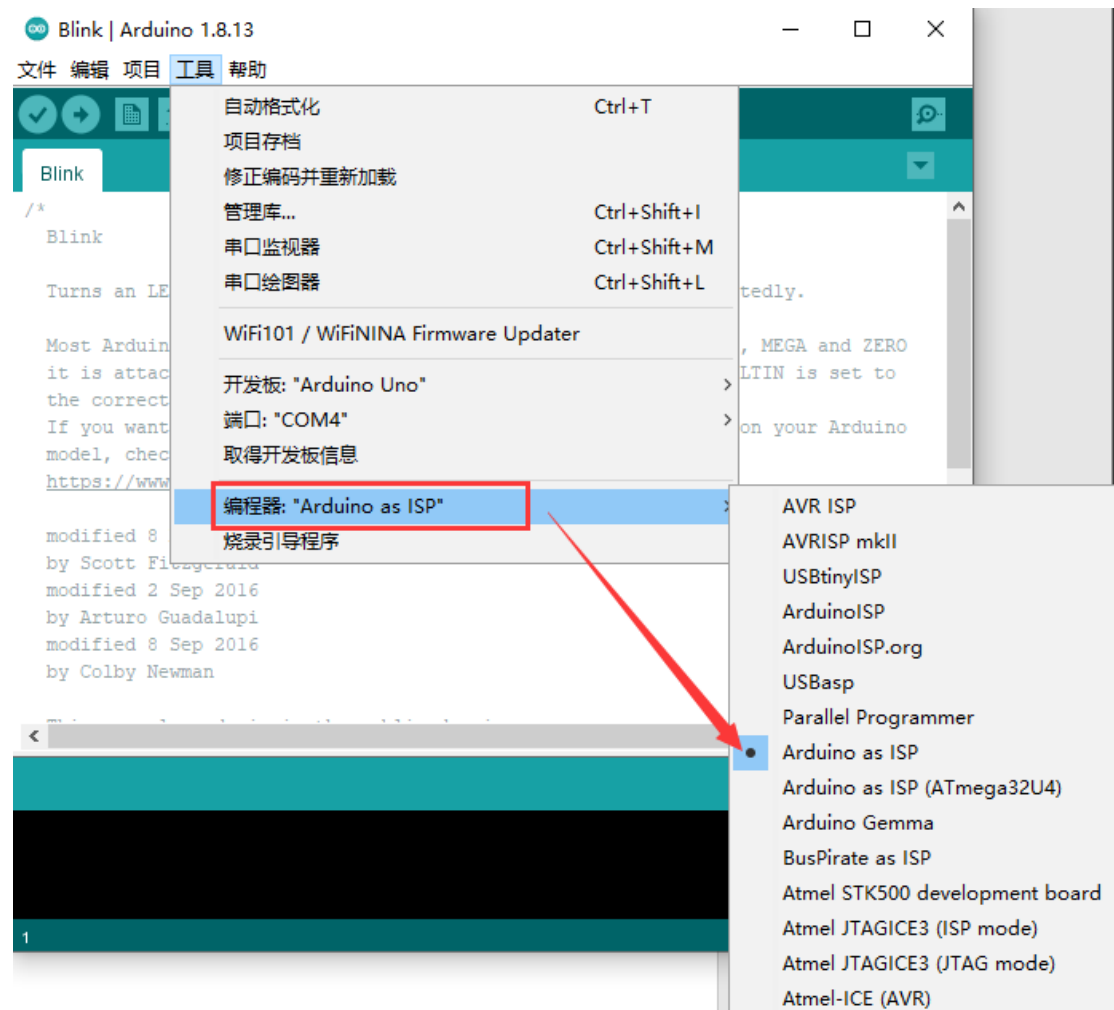 Blink | Arduino 1.8.13
文件 编辑 项目 工具 帮助
自动格式化 Ctrl+T
项目存档
修正编码并重新加载
管理库... Ctrl+Shift+I
串口监视器 Ctrl+Shift+M
串口绘图器 Ctrl+Shift+L
WiFi101 / WiFiNINA Firmware Updater
开发板: "Arduino Uno"
端口: "COM4"
取得开发板信息
编程器: "Arduino as ISP"
烧录引导程序
Blink
/*
Blink
Turns an LE tedly.
Most Arduin , MEGA and ZERO
it is attac LTIN is set to
the correct
If you want on your Arduino
model, chec
https://www
modified 8
by Scott Fitzgerald
modified 2 Sep 2016
by Arturo Guadalupi
modified 8 Sep 2016
by Colby Newman
1
AVR ISP
AVRISP mkII
USBtinyISP
ArduinoISP
ArduinoISP.org
USBasp
Parallel Programmer
Arduino as ISP
Arduino as ISP (ATmega32U4)
Arduino Gemma
BusPirate as ISP
Atmel STK500 development board
Atmel JTAGICE3 (ISP mode)
Atmel JTAGICE3 (JTAG mode)
Atmel-ICE (AVR)